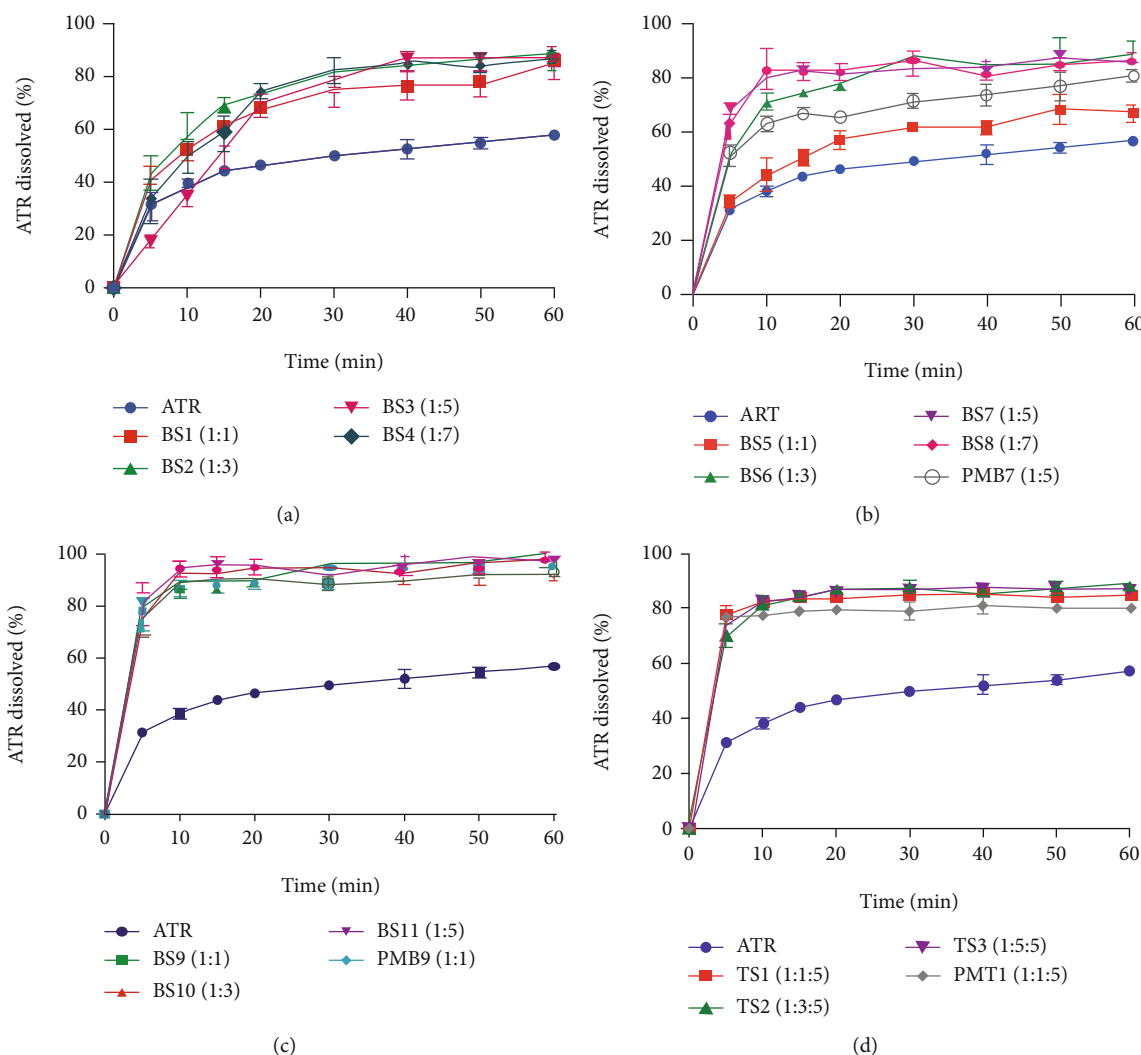 (a)
ATR dissolved (%)
100
80
60
40
20
0
0 10 20 30 40 50 60
Time (min)
ATR BS3 (1:5)
BS1 (1:1) BS4 (1:7)
BS2 (1:3)
(a)
ATR dissolved (%)
100
80
60
40
20
0
0 10 20 30 40 50 60
Time (min)
ART BS7 (1:5)
BS5 (1:1) BS8 (1:7)
BS6 (1:3) PMB7 (1:5)
(b)
ATR dissolved (%)
100
80
60
40
20
0
0 10 20 30 40 50 60
Time (min)
ATR BS11 (1:5)
BS9 (1:1) PMB9 (1:1)
BS10 (1:3)
(c)
ATR dissolved (%)
100
80
60
40
20
0
0 10 20 30 40 50 60
Time (min)
ATR TS3 (1:5:5)
TS1 (1:1:5) PMT1 (1:1:5)
TS2 (1:3:5)
(d)